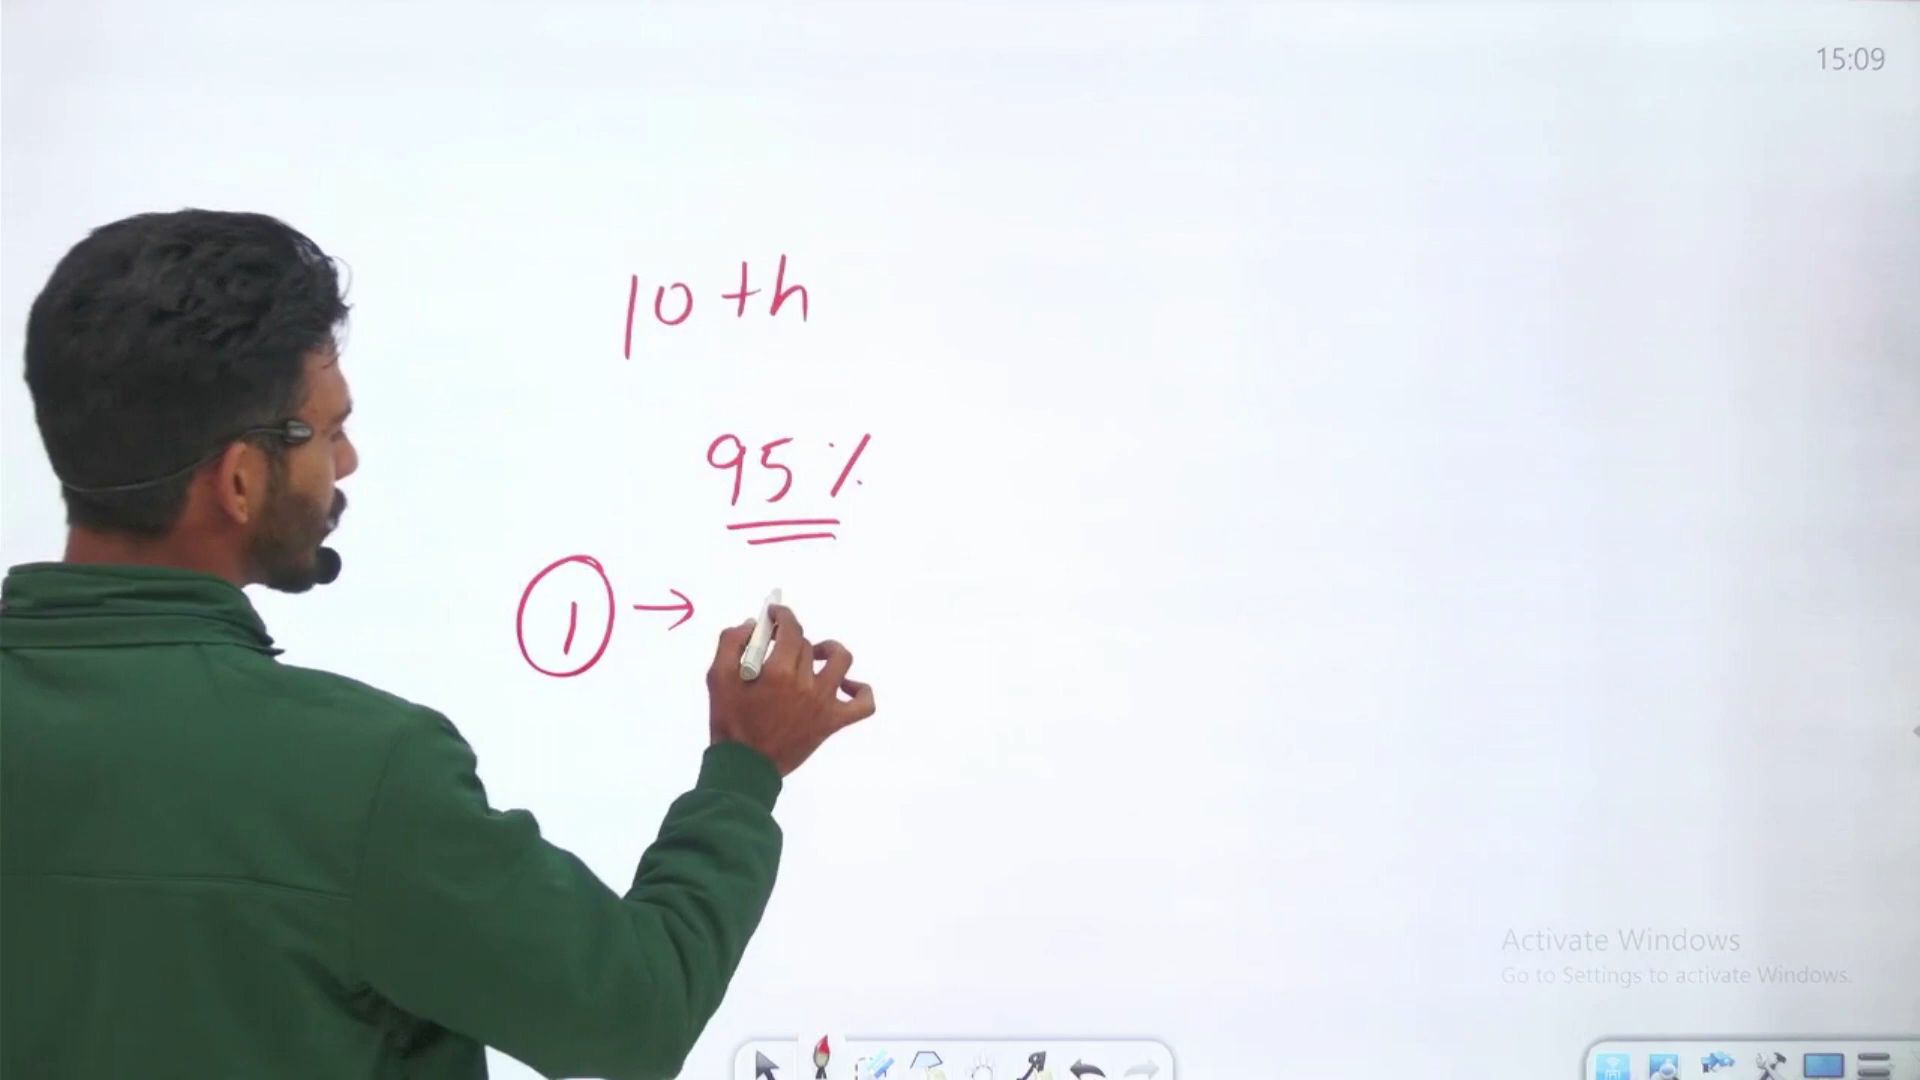 15:09
10th
95%
1 →
Activate Windows
Go to Settings to activate Windows.